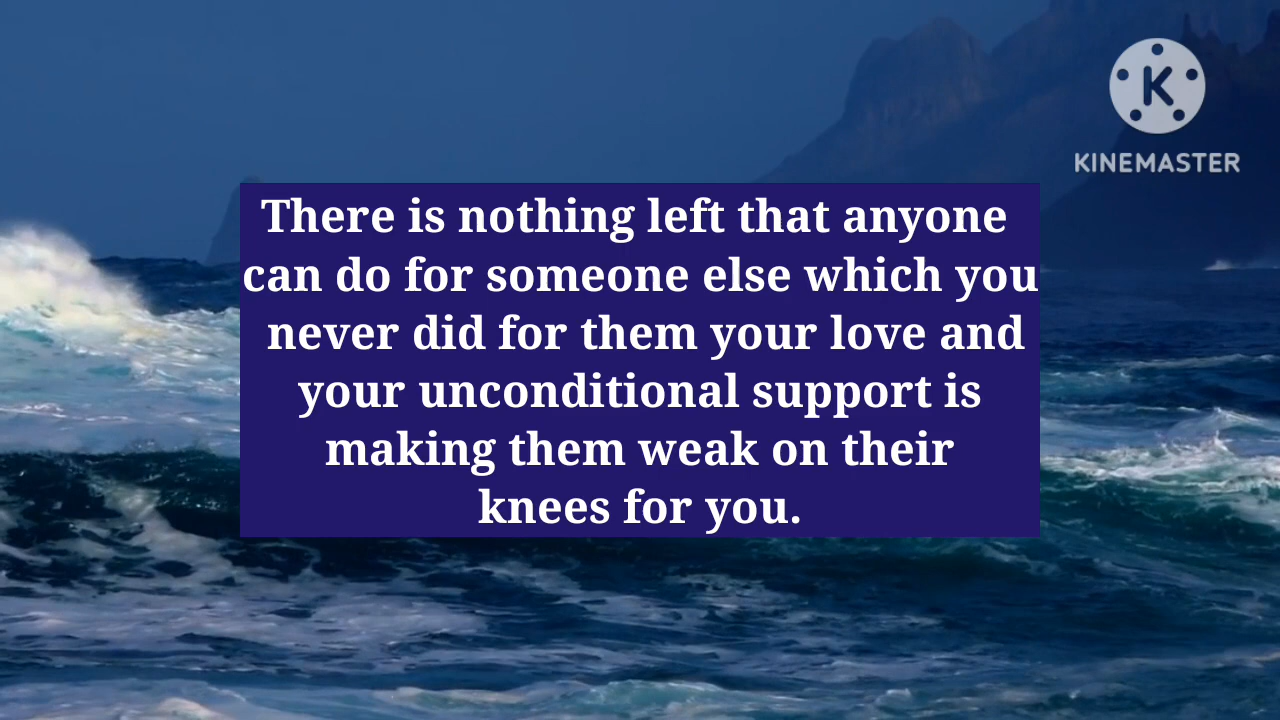 K
KINEMASTER
There is nothing left that anyone
can do for someone else which you
never did for them your love and
your unconditional support is
making them weak on their
knees for you.